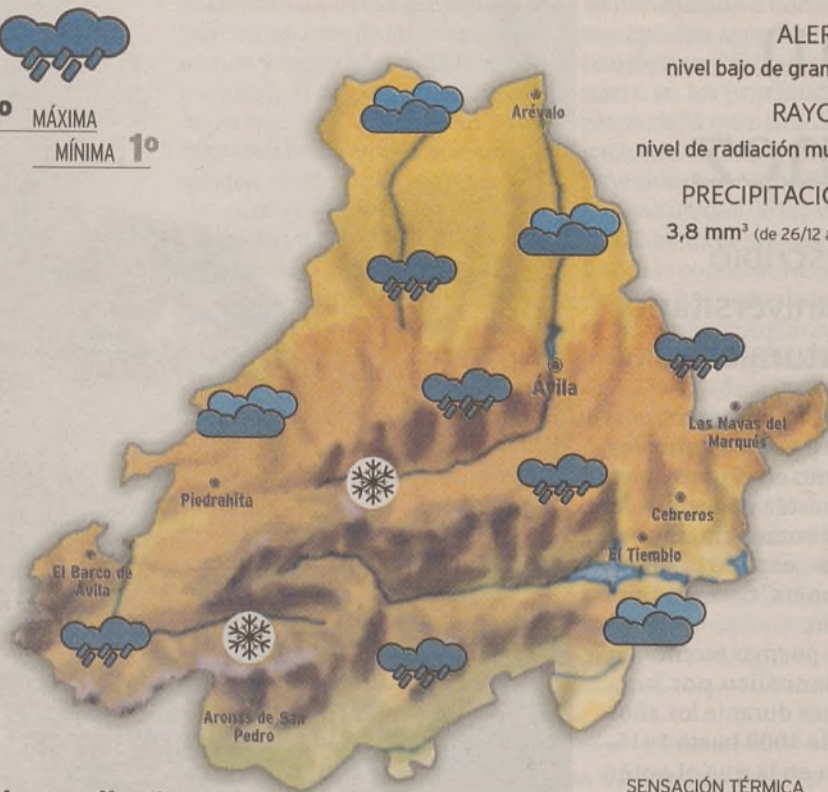 MÁXIMA
MÍNIMA 1º
ALER
nivel bajo de gran
RAYO
nivel de radiación mu
PRECIPITACIO
3,8 mm³ (de 26/12 a
Arévalo
Ávila
Las Navas del
Marqués
Piedrahita
Cebreros
El Tiemblo
El Barco de
Ávila
Arenas de San
Pedro
SENSACIÓN TÉRMICA